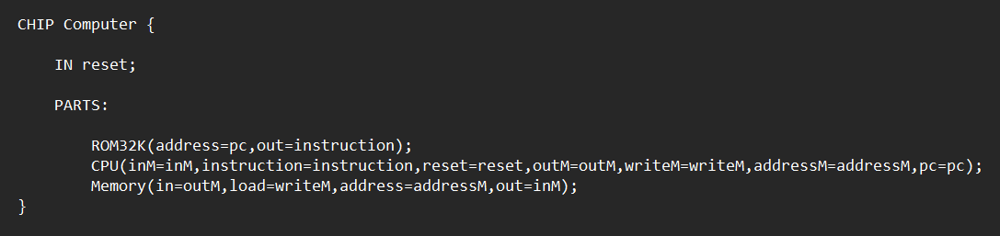 CHIP Computer {
IN reset;
PARTS:
ROM32K(address=pc,out=instruction);
CPU(inM=inM,instruction=instruction,reset=reset,outM=outM,writeM=writeM,addressM=addressM,pc=pc);
Memory(in=outM,load=writeM,address=addressM,out=inM);
}